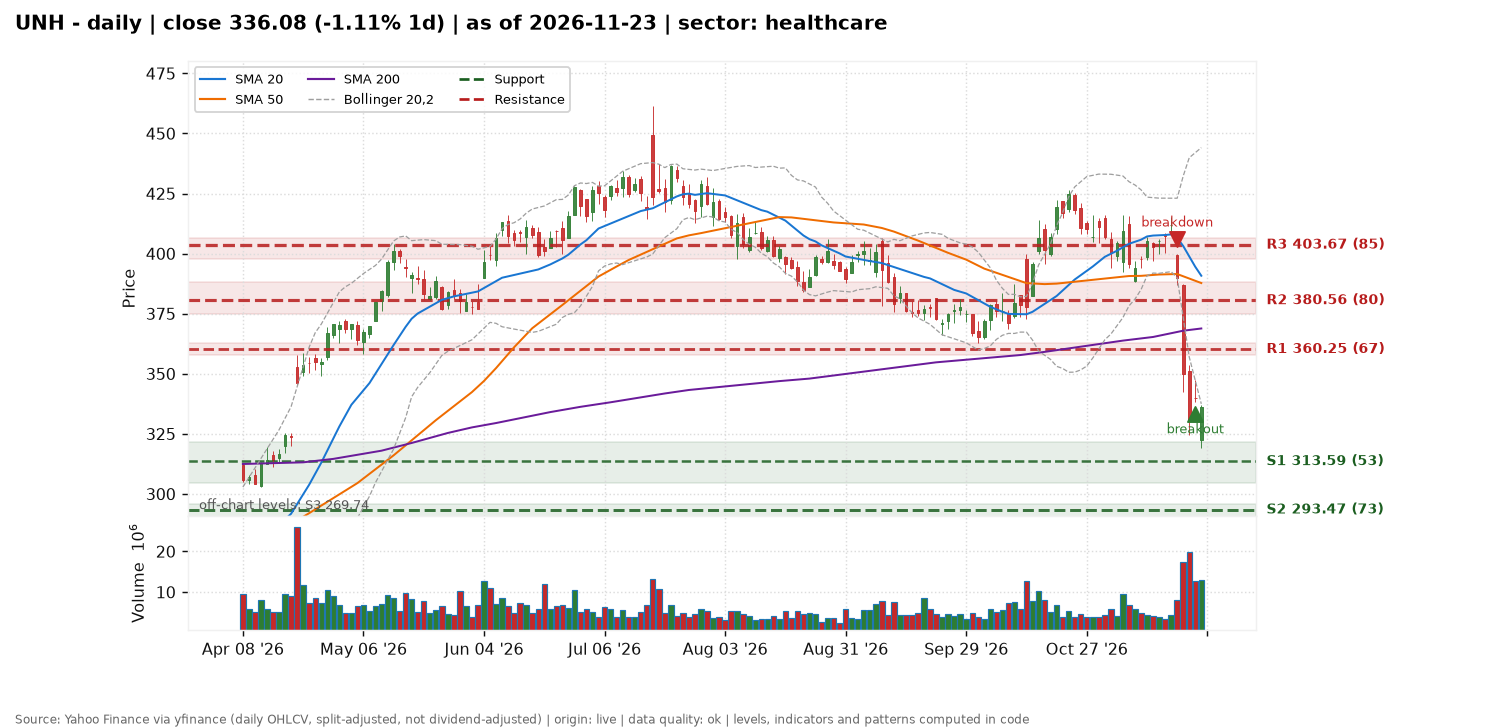 UNH - daily | close 336.08 (-1.11% 1d) | as of 2026-11-23 | sector: healthcare
SMA 20
SMA 50
SMA 200
Bollinger 20,2
Support
Resistance
Price
475
450
425
400
375
350
325
300
breakdown
breakout
R3 403.67 (85)
R2 380.56 (80)
R1 360.25 (67)
S1 313.59 (53)
S2 293.47 (73)
off-chart levels: S3 269.74
Volume 10⁶
20
10
Apr 08 '26
May 06 '26
Jun 04 '26
Jul 06 '26
Aug 03 '26
Aug 31 '26
Sep 29 '26
Oct 27 '26
Source: Yahoo Finance via yfinance (daily OHLCV, split-adjusted, not dividend-adjusted) | origin: live | data quality: ok | levels, indicators and patterns computed in code